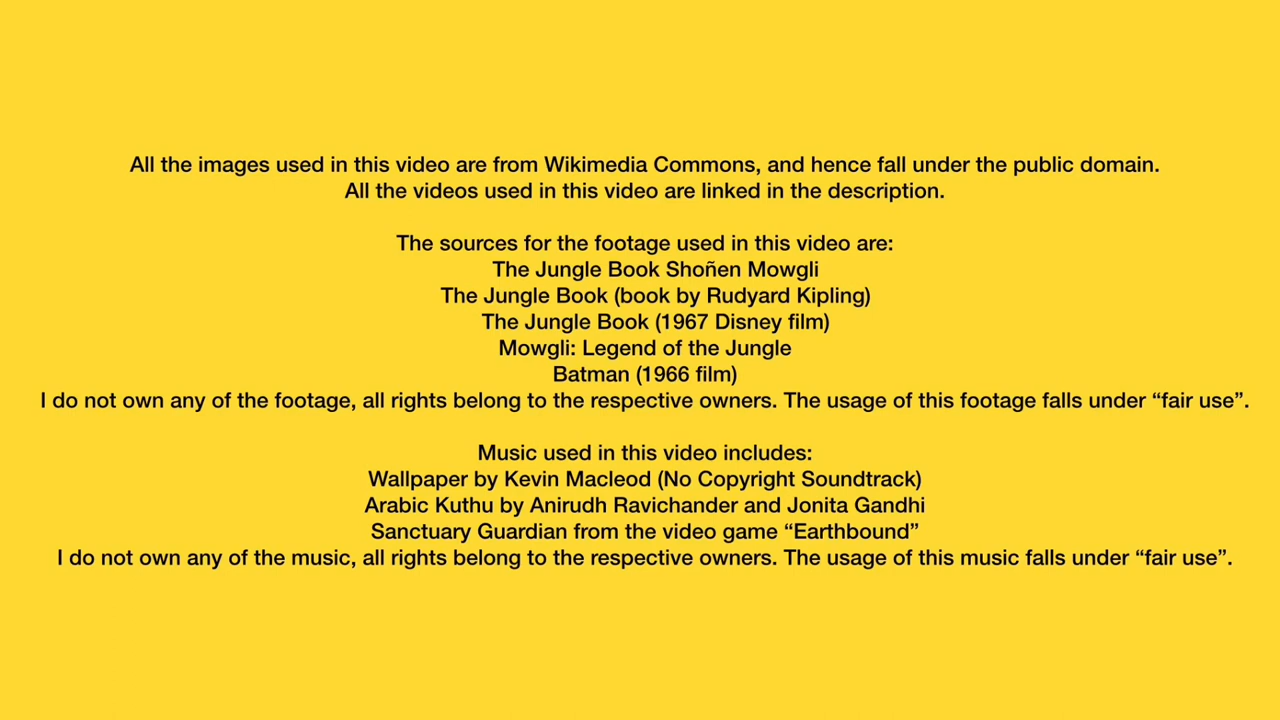 All the images used in this video are from Wikimedia Commons, and hence fall under the public domain.
All the videos used in this video are linked in the description.
The sources for the footage used in this video are:
The Jungle Book Shoñen Mowgli
The Jungle Book (book by Rudyard Kipling)
The Jungle Book (1967 Disney film)
Mowgli: Legend of the Jungle
Batman (1966 film)
I do not own any of the footage, all rights belong to the respective owners. The usage of this footage falls under “fair use”.
Music used in this video includes:
Wallpaper by Kevin Macleod (No Copyright Soundtrack)
Arabic Kuthu by Anirudh Ravichander and Jonita Gandhi
Sanctuary Guardian from the video game “Earthbound”
I do not own any of the music, all rights belong to the respective owners. The usage of this music falls under “fair use”.